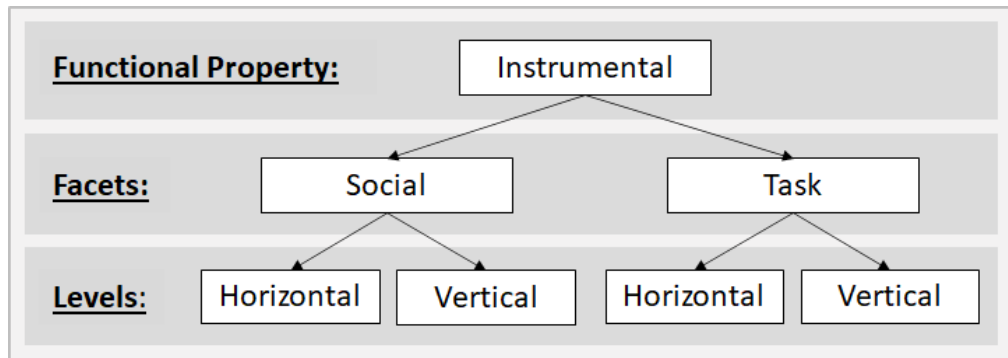 Functional Property: Instrumental
Facets: Social Task
Levels: Horizontal Vertical Horizontal Vertical